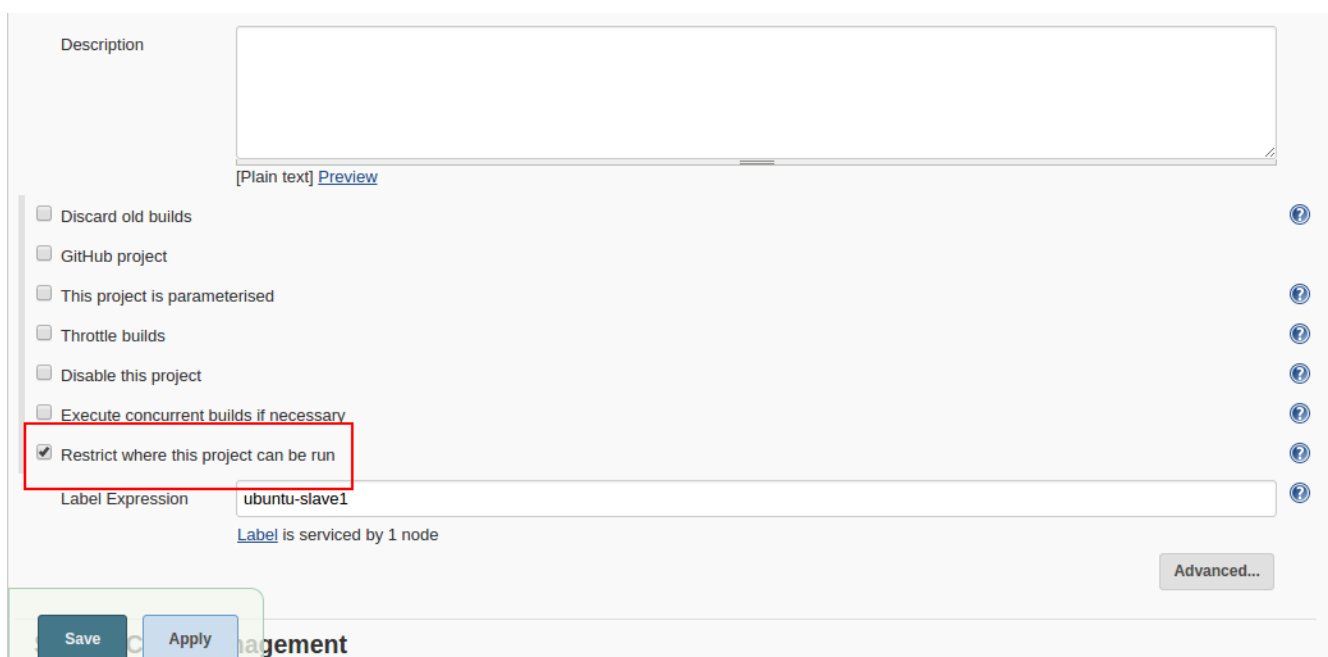 Description
[Plain text] Preview
Discard old builds
GitHub project
This project is parameterised
Throttle builds
Disable this project
Execute concurrent builds if necessary
Restrict where this project can be run
Label Expression ubuntu-slave1
Label is serviced by 1 node
Advanced...
Save Apply agement